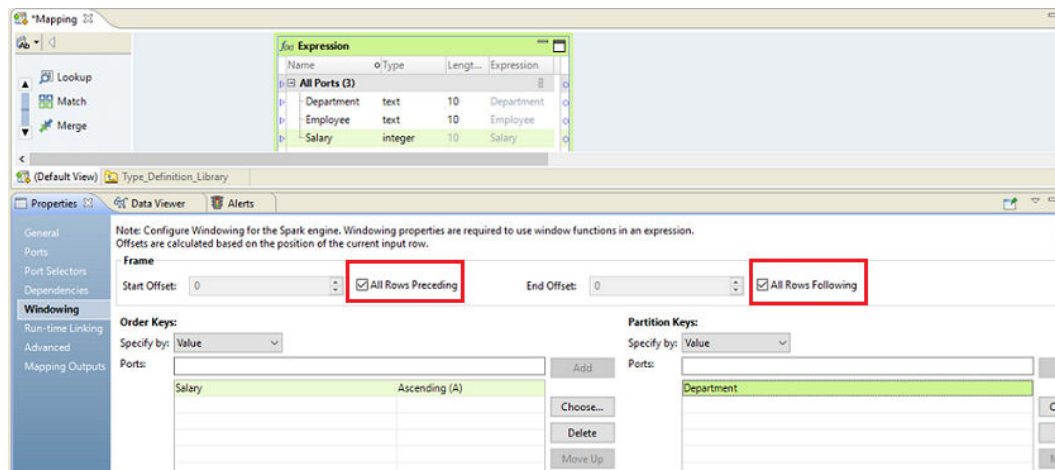 *Mapping
Ab
Lookup
Match
Merge
fx Expression
Name Type Lengt... Expression
All Ports (3)
Department text 10 Department
Employee text 10 Employee
Salary integer 10 Salary
(Default View) Type_Definition_Library
Properties Data Viewer Alerts
General
Ports
Port Selectors
Dependencies
Windowing
Run-time Linking
Advanced
Mapping Outputs
Note: Configure Windowing for the Spark engine. Windowing properties are required to use window functions in an expression.
Offsets are calculated based on the position of the current input row.
Frame
Start Offset: 0 All Rows Preceding End Offset: 0 All Rows Following
Order Keys: Partition Keys:
Specify by: Value Specify by: Value
Ports: Add Ports:
Salary Ascending (A) Department
Choose...
Delete
Move Up